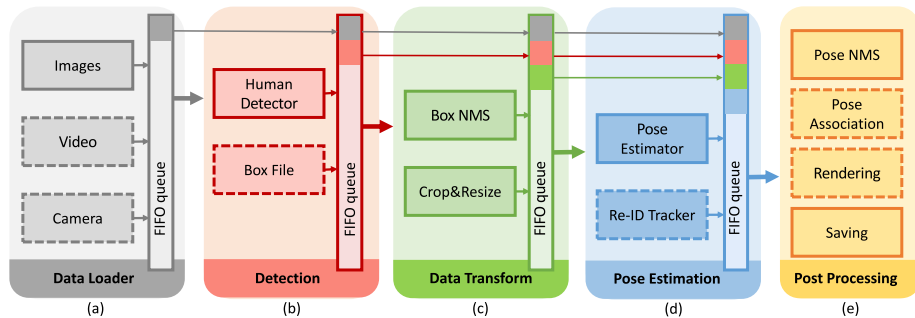 Images
Video
Camera
FIFO queue
Data Loader
(a)
Human
Detector
Box File
FIFO queue
Detection
(b)
Box NMS
Crop&Resize
FIFO queue
Data Transform
(c)
Pose
Estimator
Re-ID Tracker
FIFO queue
Pose Estimation
(d)
Pose NMS
Pose
Association
Rendering
Saving
Post Processing
(e)